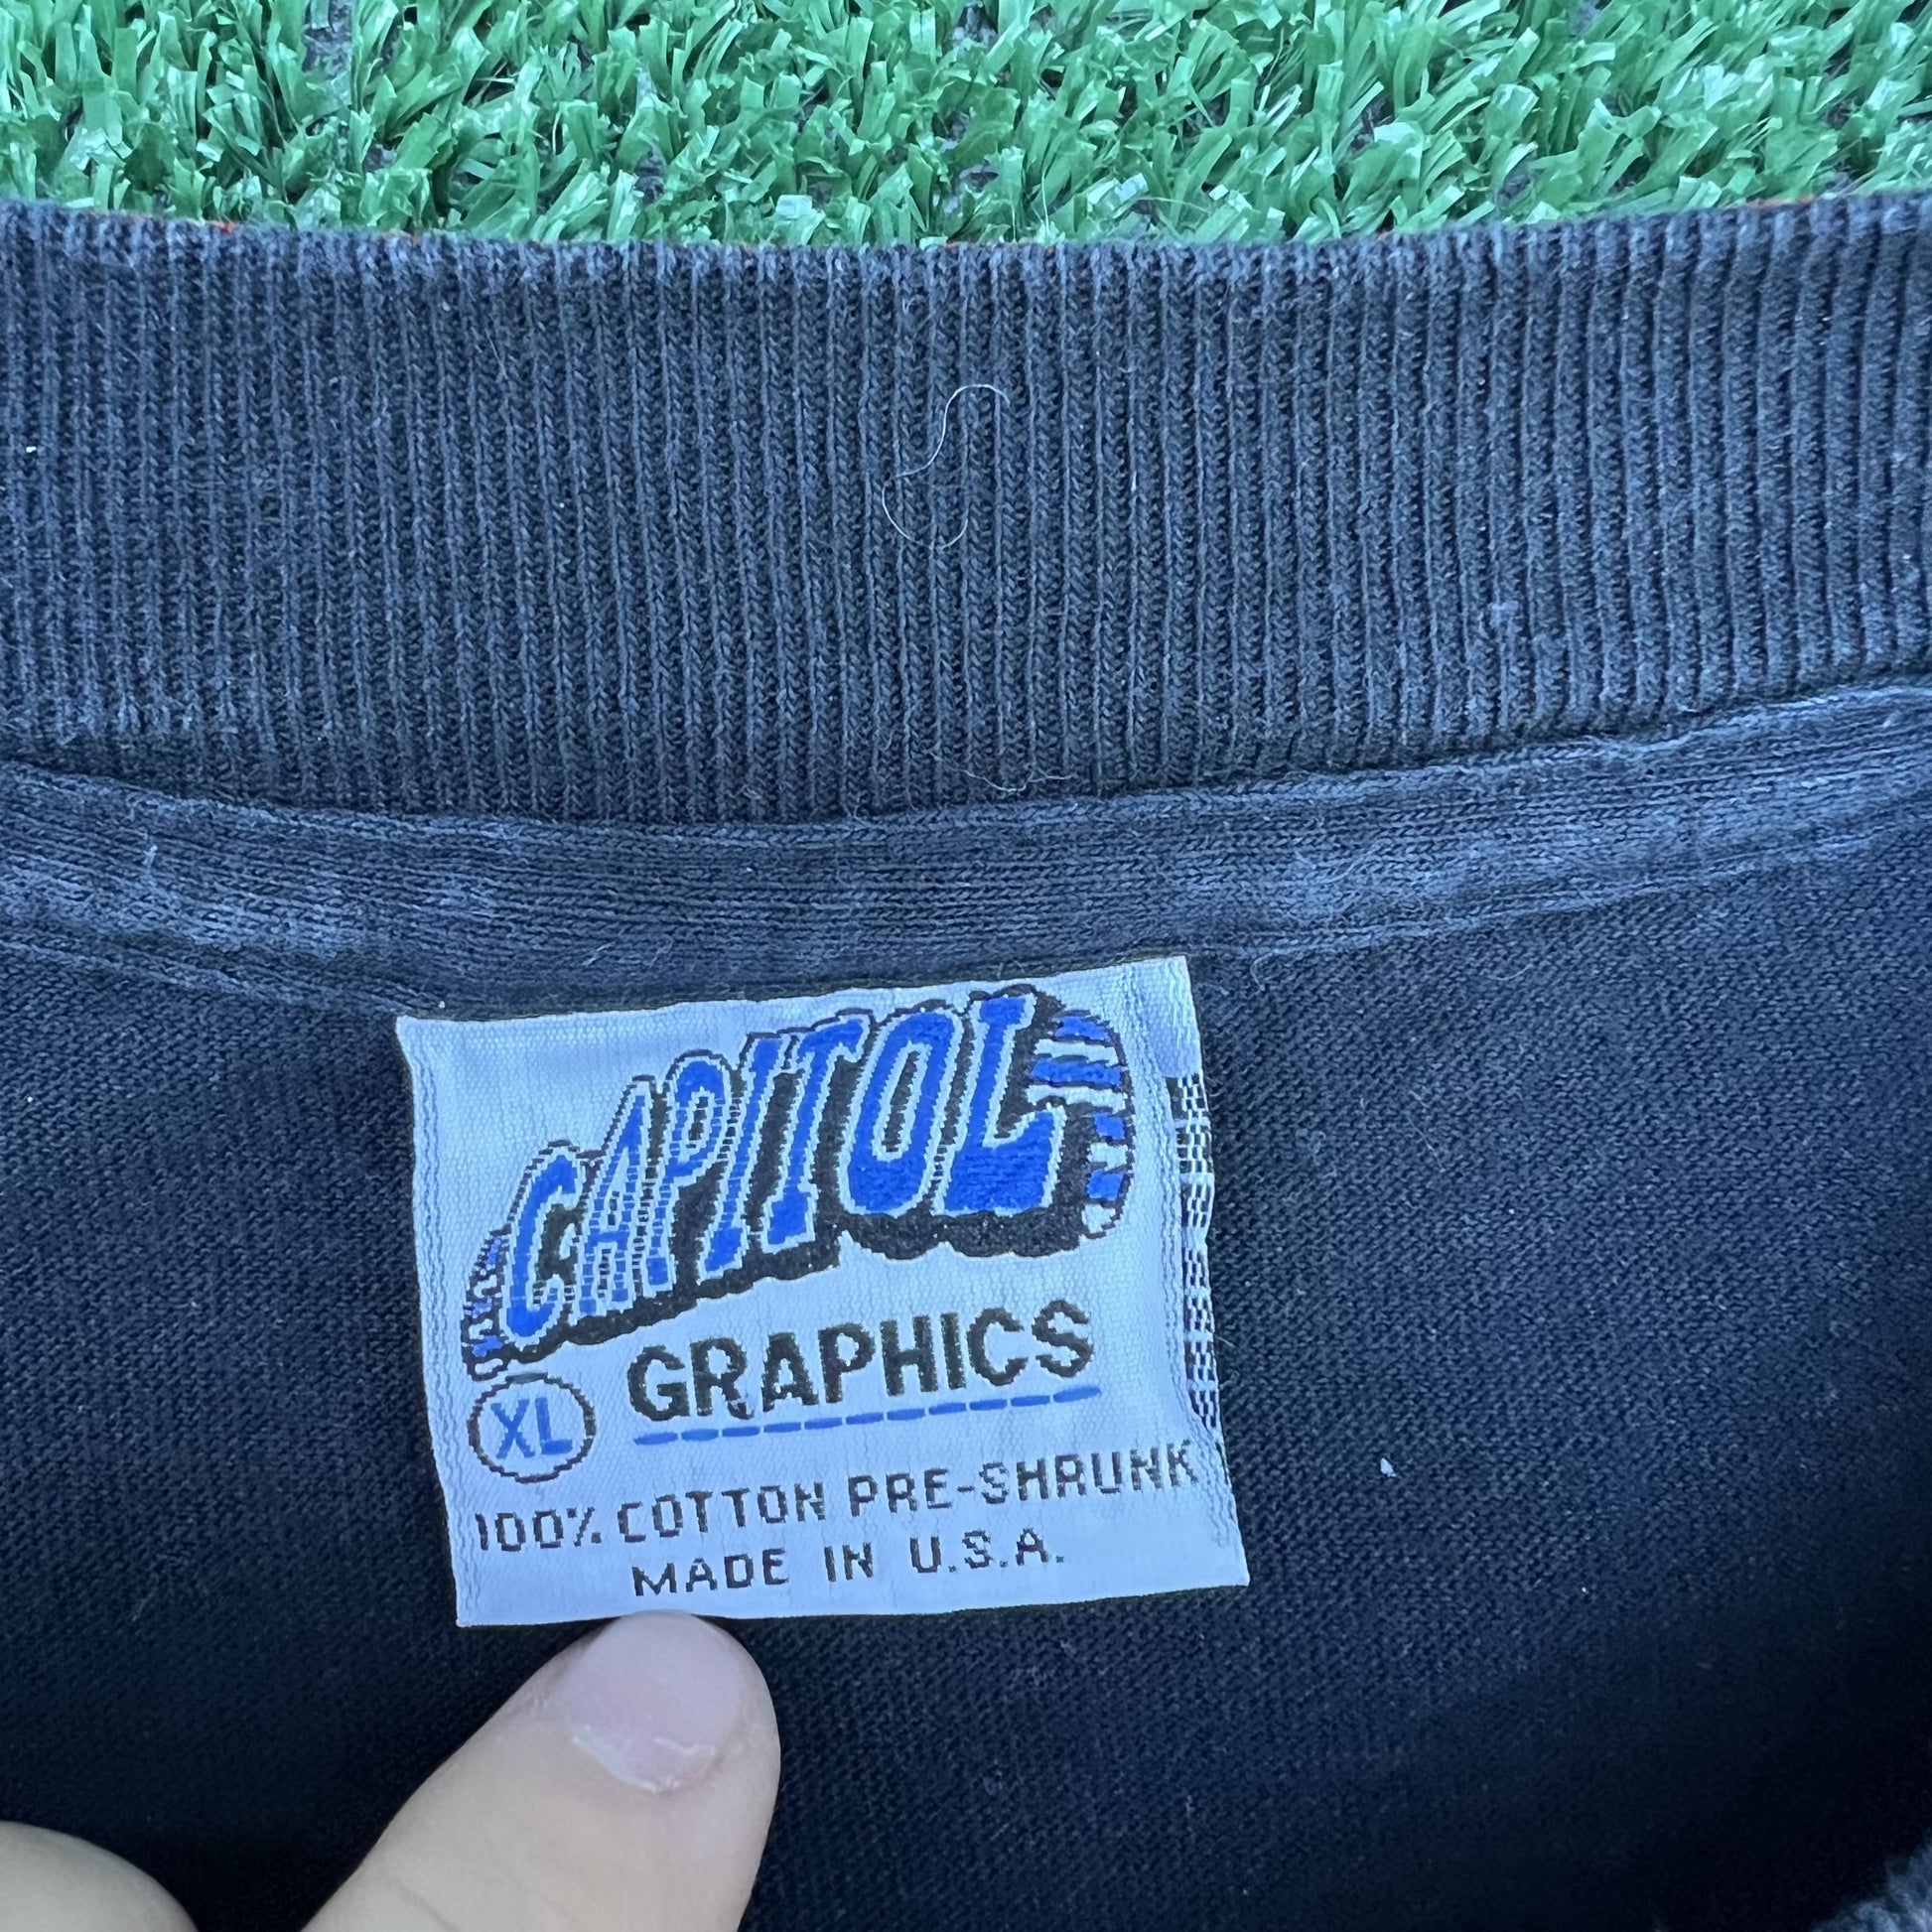 CAPITOL
GRAPHICS
XL
100% COTTON PRE-SHRUNK
MADE IN U.S.A.